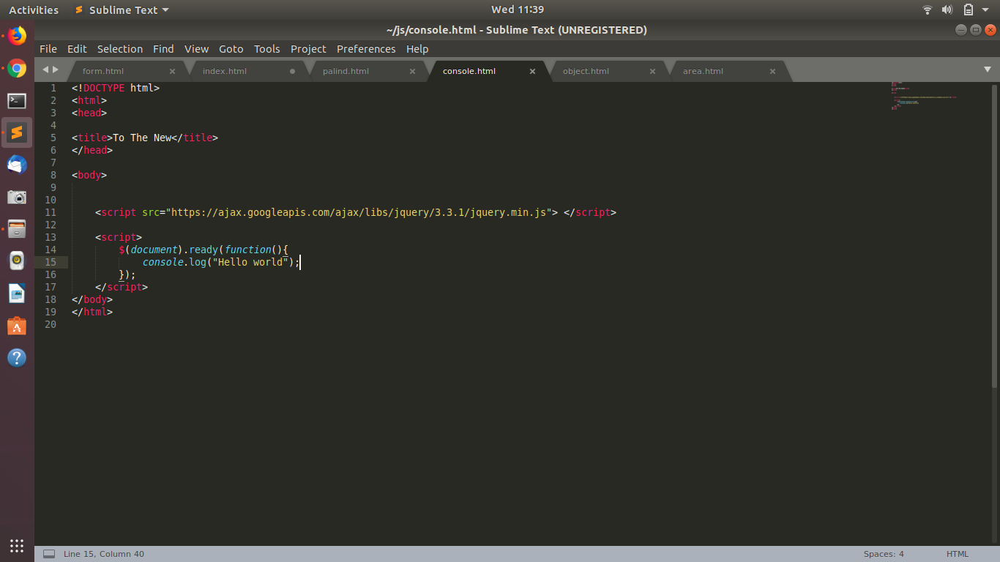 Activities Sublime Text Wed 11:39
~/js/console.html - Sublime Text (UNREGISTERED)
File Edit Selection Find View Goto Tools Project Preferences Help
form.html index.html palind.html console.html object.html area.html
1 <!DOCTYPE html>
2 <html>
3 <head>
4
5 <title>To The New</title>
6 </head>
7
8 <body>
9
10
11 <script src="https://ajax.googleapis.com/ajax/libs/jquery/3.3.1/jquery.min.js"> </script>
12
13 <script>
14 $(document).ready(function(){
15 console.log("Hello world");
16 });
17 </script>
18 </body>
19 </html>
20
Line 15, Column 40 Spaces: 4 HTML